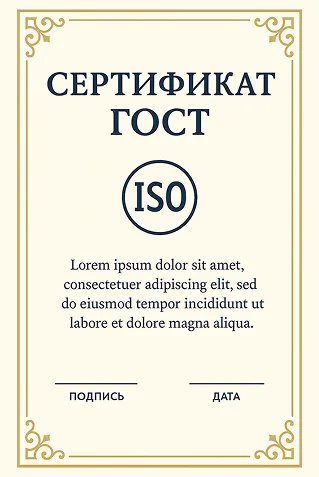 СЕРТИФИКАТ
ГОСТ
ISO
Lorem ipsum dolor sit amet,
consectetuer adipiscing elit, sed
do eiusmod tempor incididunt ut
labore et dolore magna aliqua.
ПОДПИСЬ ДАТА